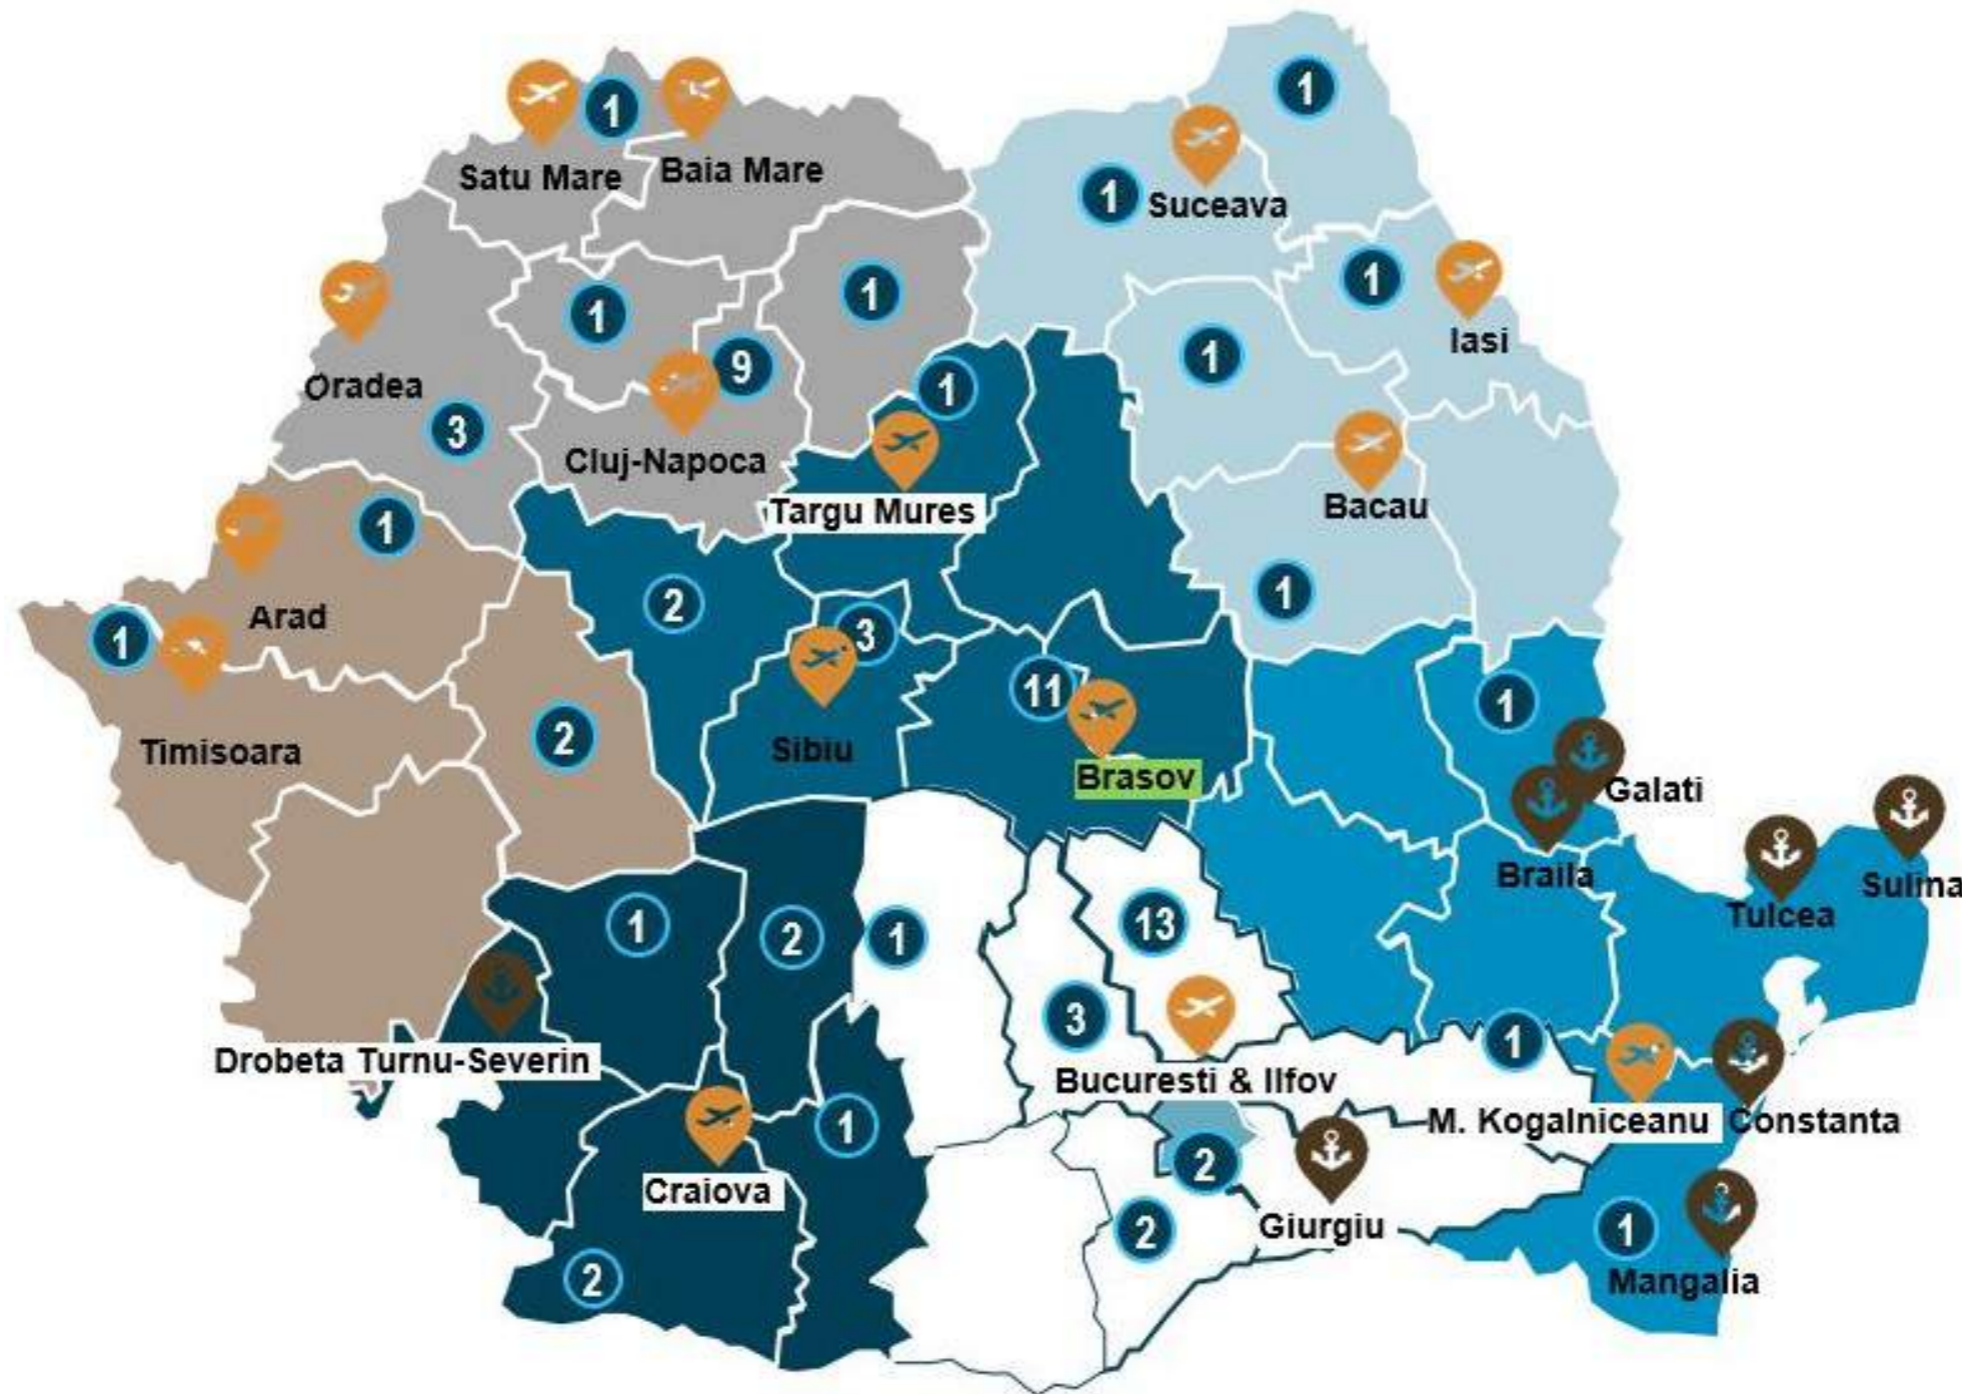 1
1
1
Satu Mare
Baia Mare
1
Suceava
1
1
1
Iasi
1
9
1
Oradea
3
Cluj-Napoca
Targu Mures
Bacau
1
1
2
Arad
1
3
Timisoara
2
Sibiu
11
Brasov
1
Galati
Braila
Tulcea
Sulina
1
2
1
13
3
1
Drobeta Turnu-Severin
Bucuresti & Ilfov
M. Kogalniceanu
Constanta
1
Craiova
2
2
Giurgiu
1
2
Mangalia